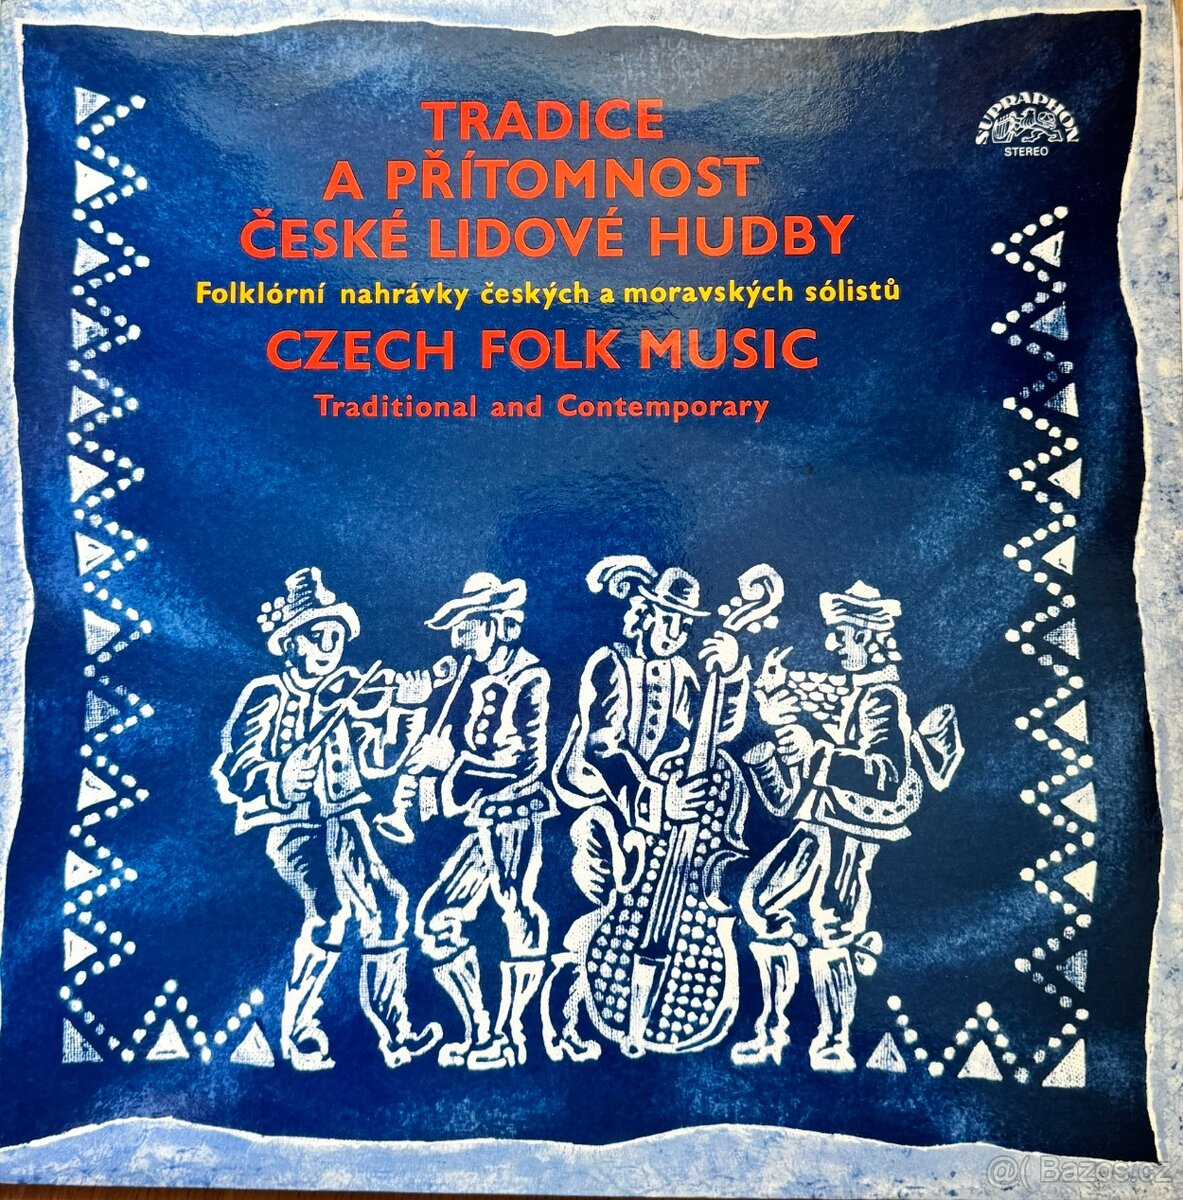 TRADICE
A PŘÍTOMNOST
ČESKÉ LIDOVÉ HUDBY
Folklórní nahrávky českých a moravských sólistů
CZECH FOLK MUSIC
Traditional and Contemporary
SUPRAPHON
STEREO
@( Bazos.cz